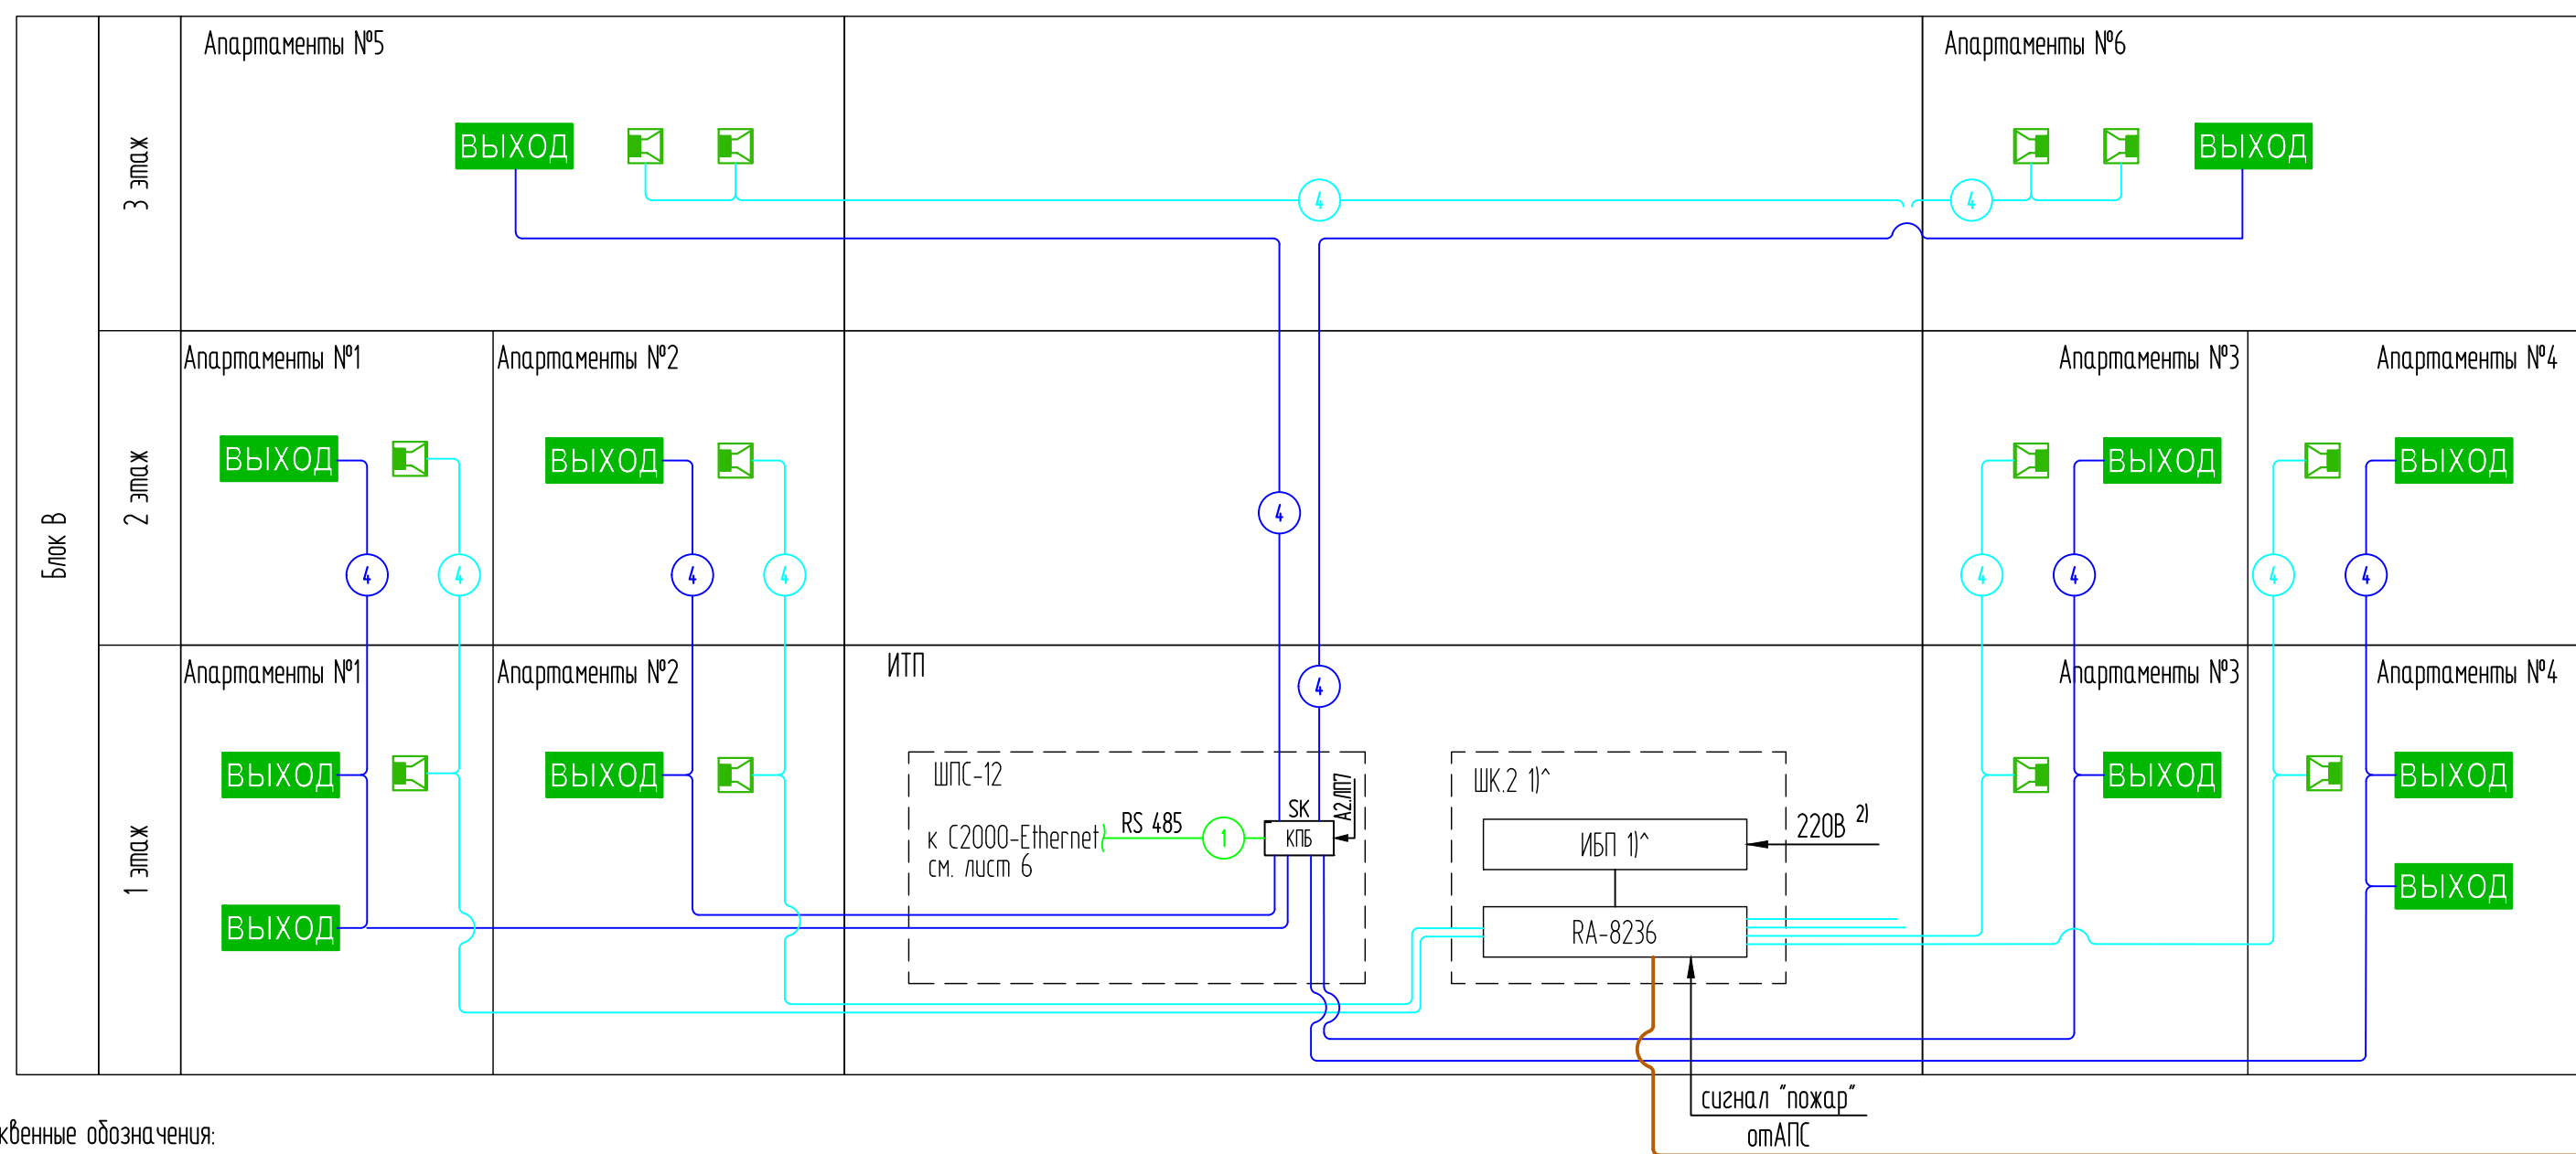 Блок В
3 этаж
Апартаменты №5
Апартаменты №6
ВЫХОД
ВЫХОД
4
4
2 этаж
Апартаменты №1
Апартаменты №2
Апартаменты №3
Апартаменты №4
ВЫХОД
ВЫХОД
ВЫХОД
ВЫХОД
4
4
4
4
4
4
4
4
4
1 этаж
Апартаменты №1
Апартаменты №2
ИТП
Апартаменты №3
Апартаменты №4
4
ВЫХОД
ВЫХОД
ШПС-12
ШК.2 1)^
ВЫХОД
ВЫХОД
к С2000-Ethernet
см. лист 6
RS 485
1
SK
КПБ
А2.ЛП7
ИБП 1)^
220В 2)
ВЫХОД
ВЫХОД
RA-8236
сигнал "пожар"
отАПС
квенные обозначения: